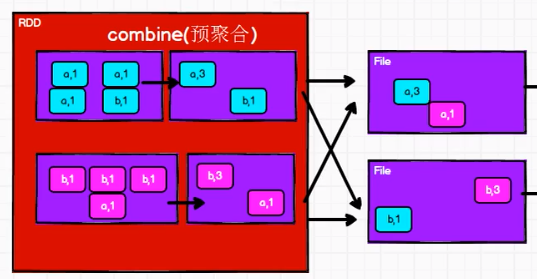 RDD
combine(预聚合)
a,1 a,1
a,1 b,1
a,3
b,1
File
a,3
a,1
b,1 b,1 b,1
a,1
b,3
a,1
File
b,3
b,1